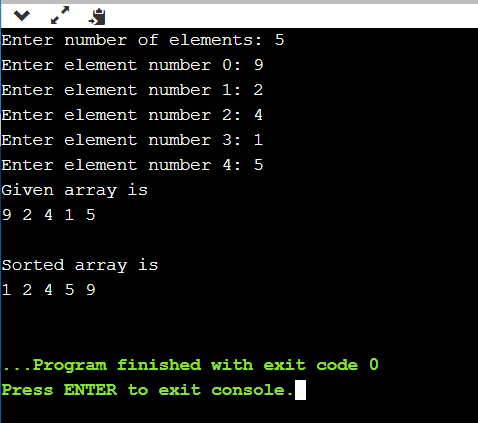 Enter number of elements: 5
Enter element number 0: 9
Enter element number 1: 2
Enter element number 2: 4
Enter element number 3: 1
Enter element number 4: 5
Given array is
9 2 4 1 5
Sorted array is
1 2 4 5 9
...Program finished with exit code 0
Press ENTER to exit console.